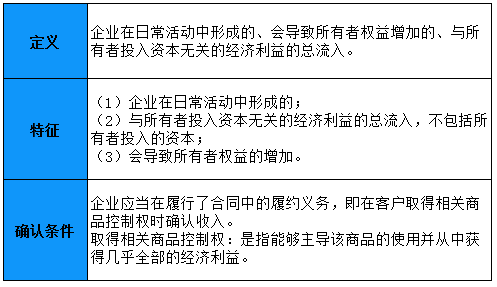 定义
企业在日常活动中形成的、会导致所有者权益增加的、与所
有者投入资本无关的经济利益的总流入。
特征
（1）企业在日常活动中形成的；
（2）与所有者投入资本无关的经济利益的总流入，不包括所
有者投入的资本；
（3）会导致所有者权益的增加。
确认条件
企业应当在履行了合同中的履约义务，即在客户取得相关商
品控制权时确认收入。
取得相关商品控制权：是指能够主导该商品的使用并从中获
得几乎全部的经济利益。